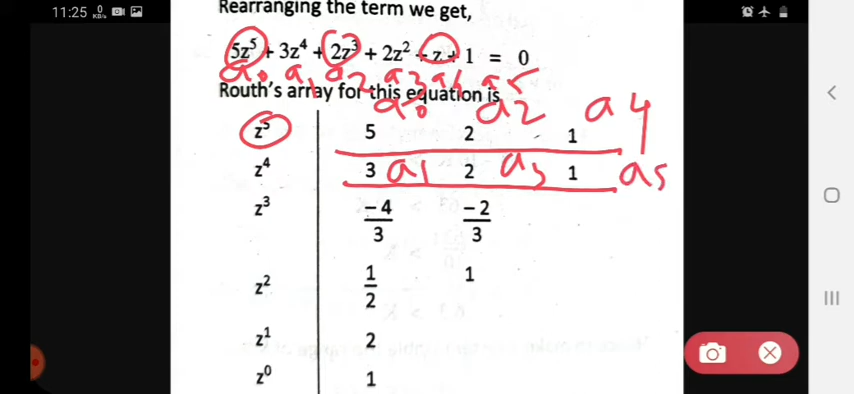 11:25 0 KB/s
Rearranging the term we get,
5z⁵ + 3z⁴ + 2z³ + 2z² + z + 1 = 0
a₀ a₁ a₂ a₃ a₄ a₅
Routh's array for this equation is
a₀ a₂ a₄
z⁵ 5 2 1
z⁴ 3 a₁ 2 a₃ 1 a₅
z³ -4/3 -2/3
z² 1/2 1
z¹ 2
z⁰ 1